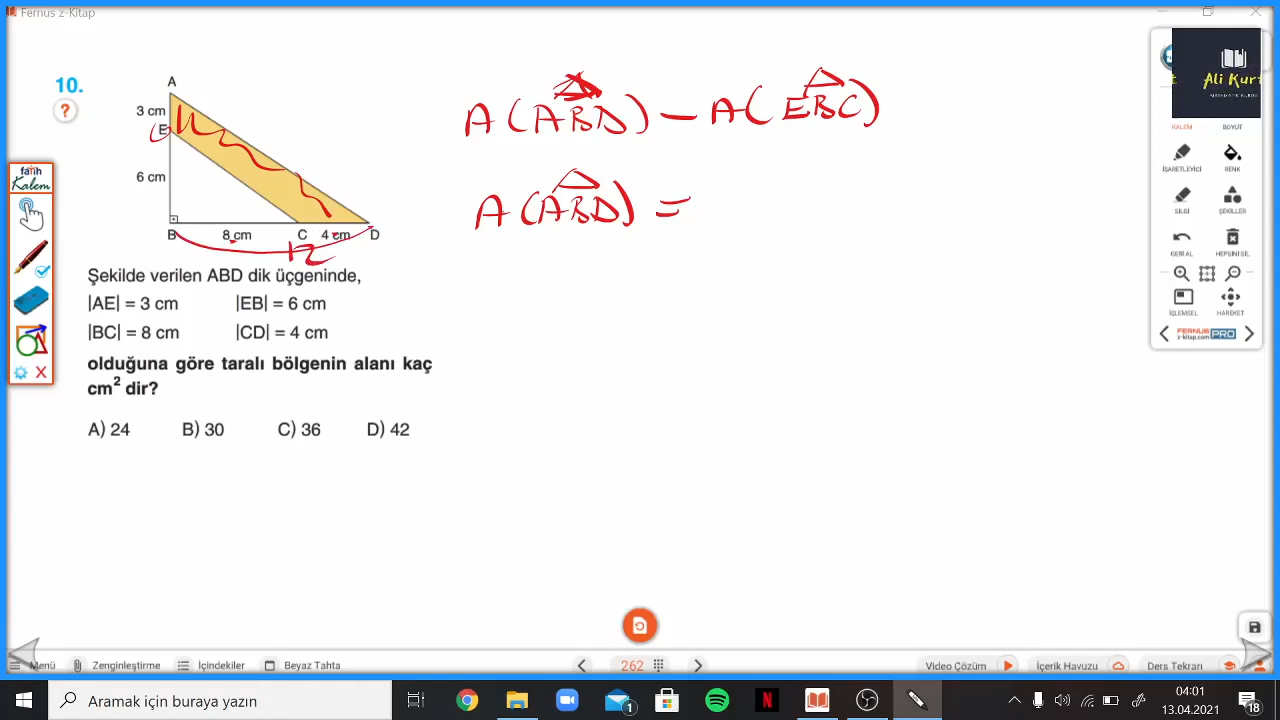 Fernus z-Kitap
10.
?
A
3 cm
E
6 cm
B 8 cm C 4 cm D
12
A(ABD) – A(EBC)
A(ABD) =
Şekilde verilen ABD dik üçgeninde,
|AE| = 3 cm |EB| = 6 cm
|BC| = 8 cm |CD| = 4 cm
olduğuna göre taralı bölgenin alanı kaç
cm² dir?
A) 24 B) 30 C) 36 D) 42
fatih
Kalem
Ali Kurt
KALEM BOYUT
İŞARETLEYİCİ RENK
SİLGİ ŞEKİLLER
GERİ AL HEPSİNİ SİL
İŞLEMSEL HAREKET
FERNUS PRO
z-kitap.com
Menü Zenginleştirme İçindekiler Beyaz Tahta 262 Video Çözüm İçerik Havuzu Ders Tekrarı
Aramak için buraya yazın
1
N
04:01
13.04.2021
18